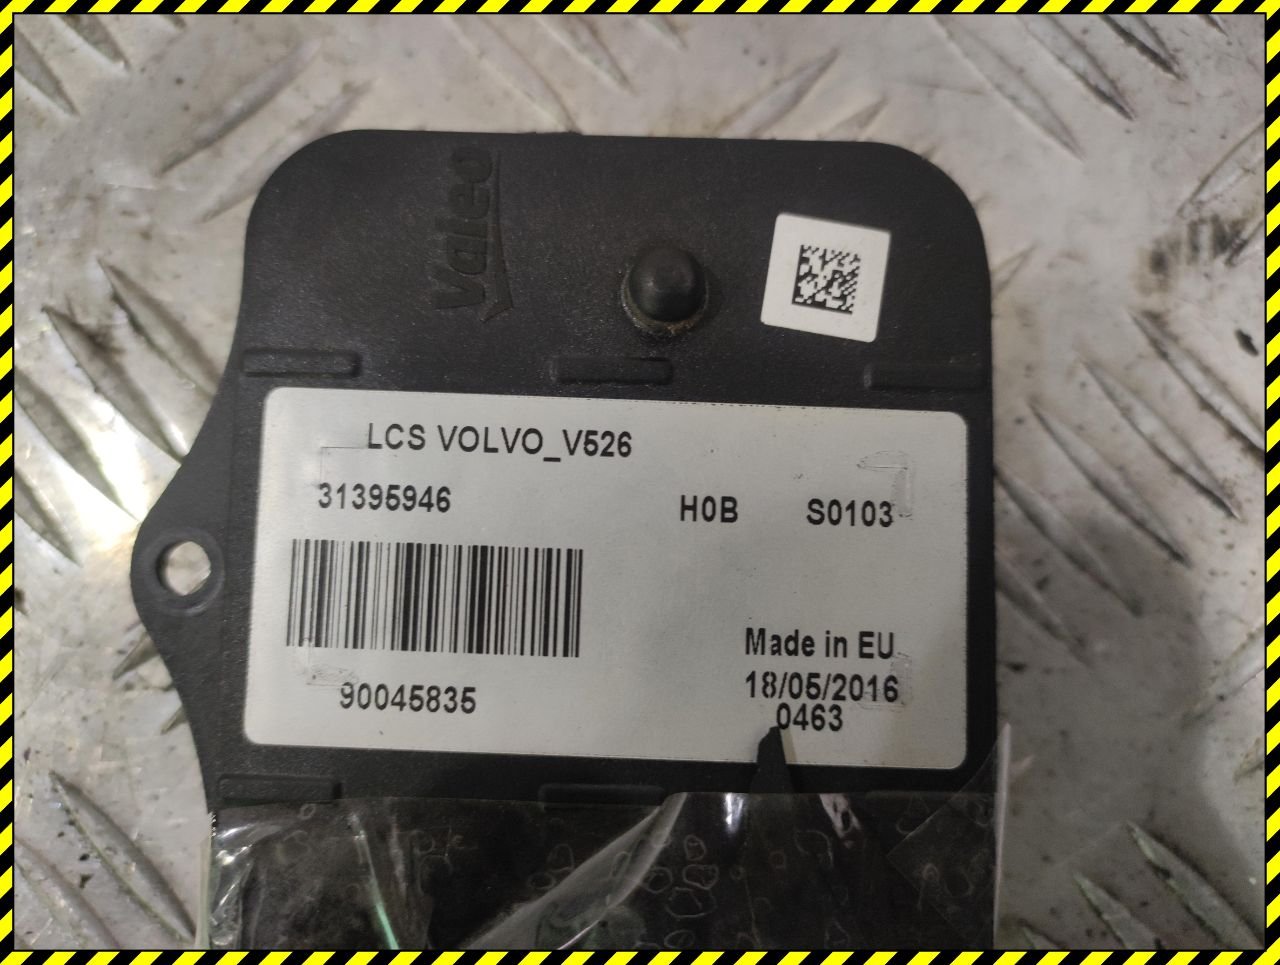 Valeo
LCS VOLVO_V526
31395946 H0B S0103
Made in EU
90045835 18/05/2016
0463